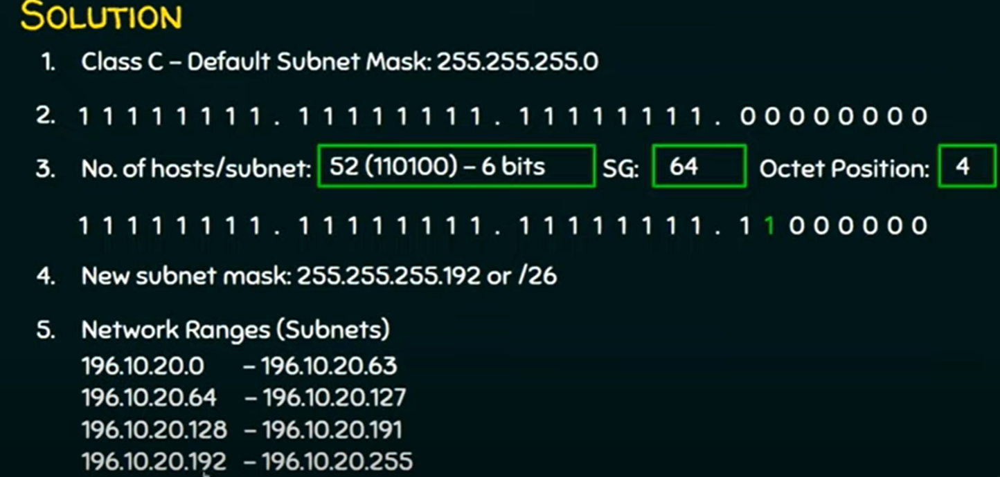 SOLUTION
1. Class C – Default Subnet Mask: 255.255.255.0
2. 1 1 1 1 1 1 1 1 . 1 1 1 1 1 1 1 1 . 1 1 1 1 1 1 1 1 . 0 0 0 0 0 0 0 0
3. No. of hosts/subnet: 52 (110100) – 6 bits SG: 64 Octet Position: 4
1 1 1 1 1 1 1 1 . 1 1 1 1 1 1 1 1 . 1 1 1 1 1 1 1 1 . 1 1 0 0 0 0 0 0
4. New subnet mask: 255.255.255.192 or /26
5. Network Ranges (Subnets)
196.10.20.0 – 196.10.20.63
196.10.20.64 – 196.10.20.127
196.10.20.128 – 196.10.20.191
196.10.20.192 – 196.10.20.255